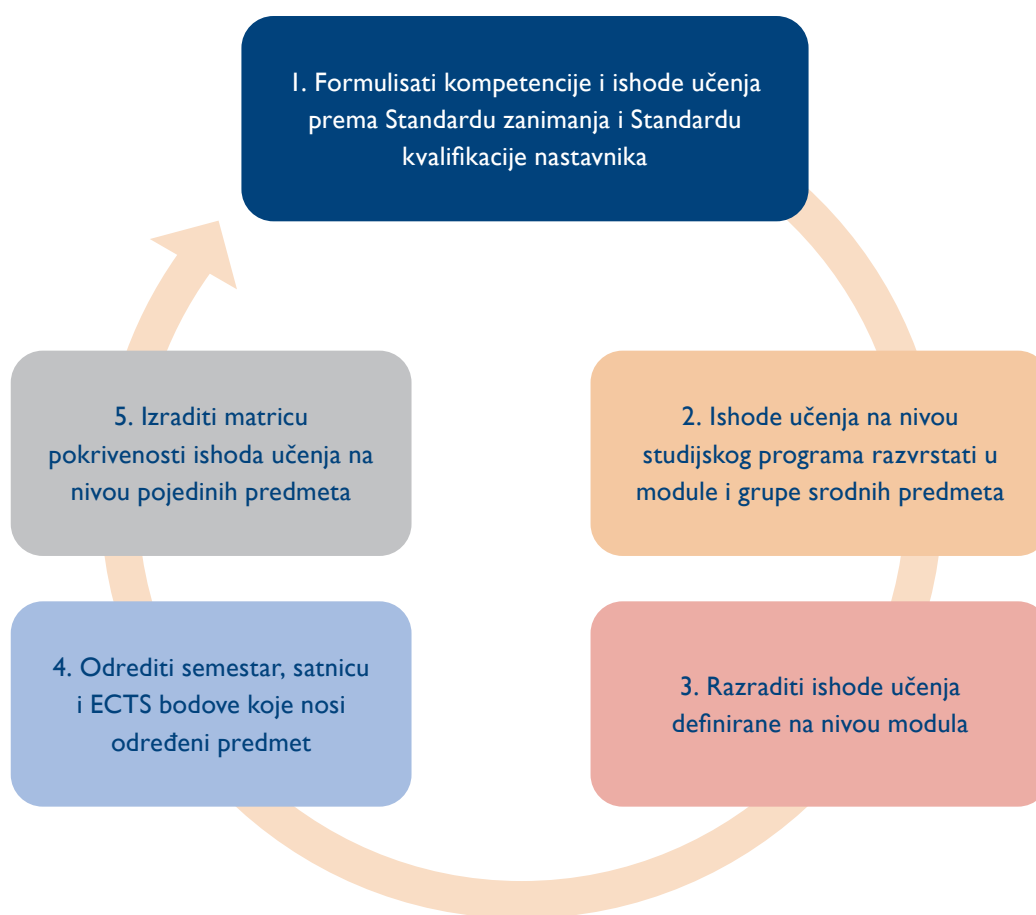 1. Formulisati kompetencije i ishode učenja
prema Standardu zanimanja i Standardu
kvalifikacije nastavnika
2. Ishode učenja na nivou
studijskog programa razvrstati u
module i grupe srodnih predmeta
3. Razraditi ishode učenja
definirane na nivou modula
4. Odrediti semestar, satnicu
i ECTS bodove koje nosi
određeni predmet
5. Izraditi matricu
pokrivenosti ishoda učenja na
nivou pojedinih predmeta